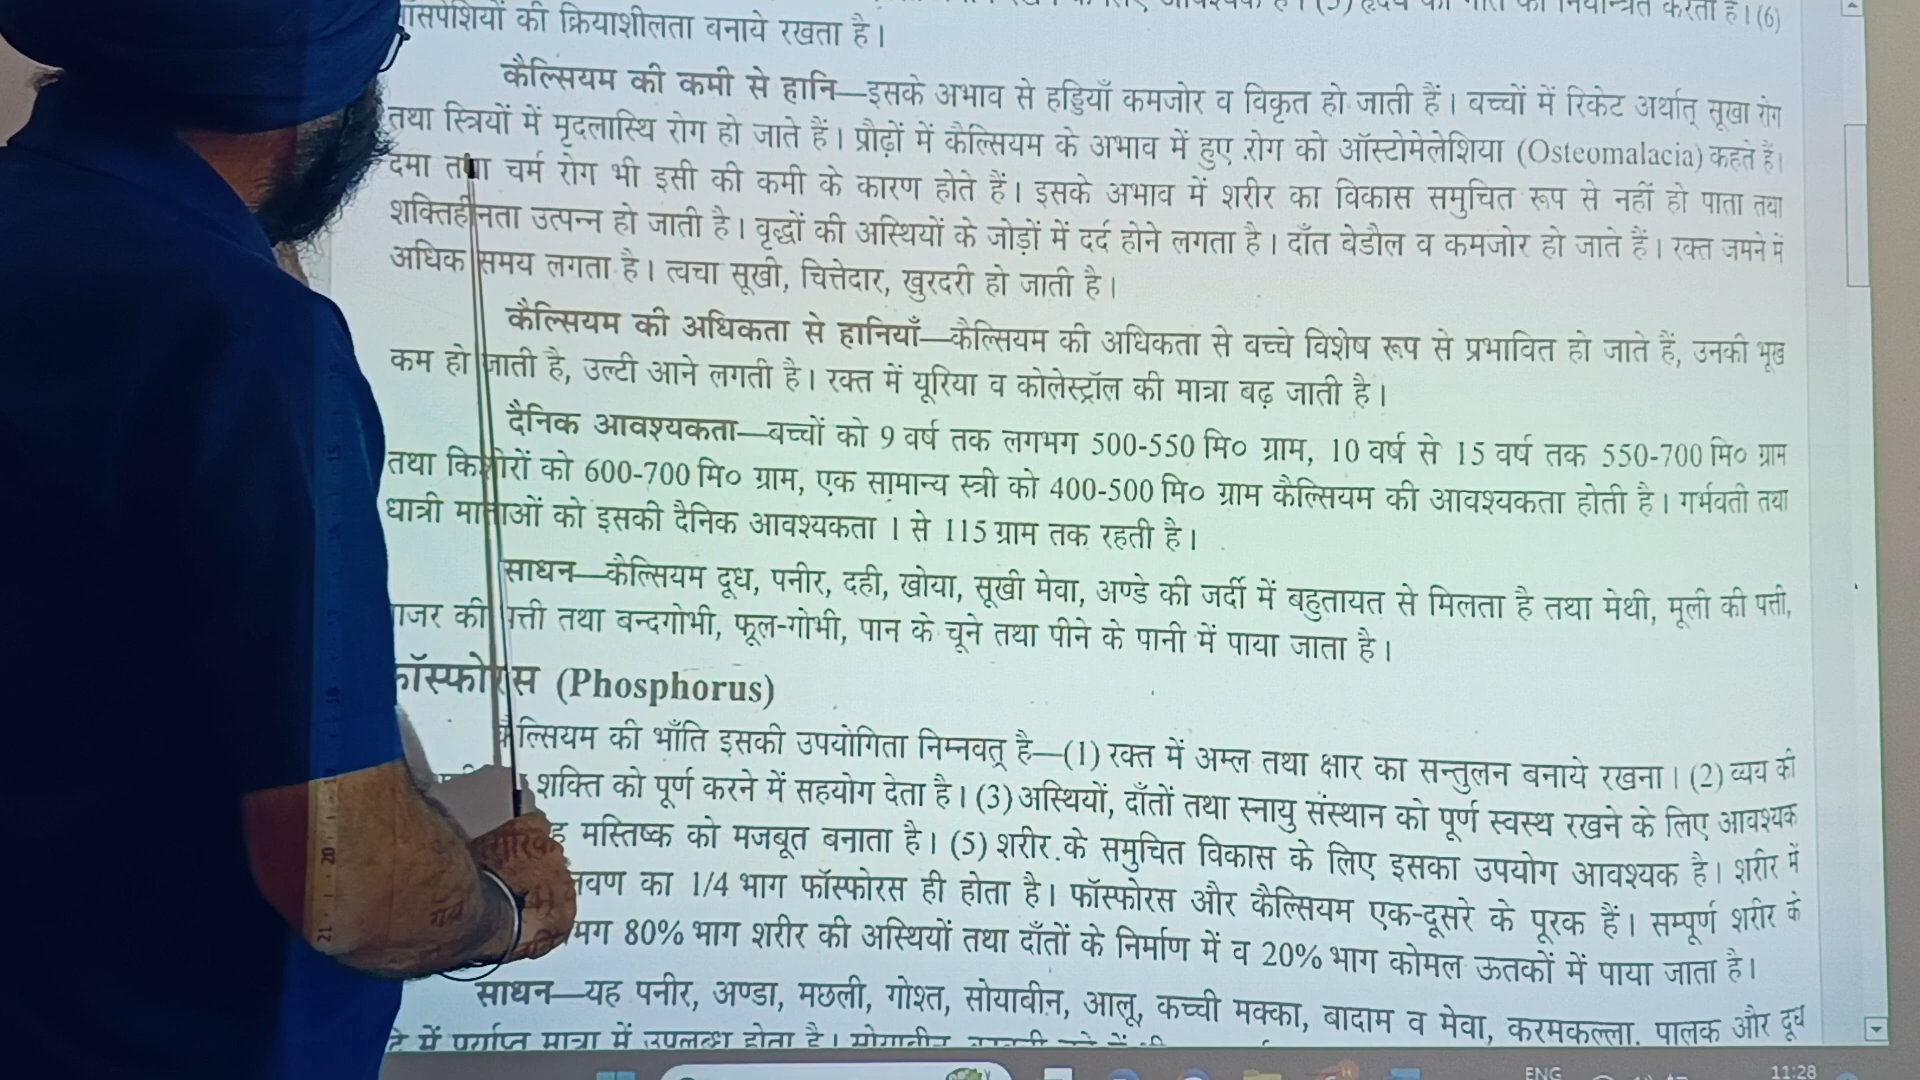 की गति को नियन्त्रित करता है। (6)
की क्रियाशीलता बनाये रखता है।
कैल्सियम की कमी से हानि—इसके अभाव से हड्डियाँ कमजोर व विकृत हो जाती हैं। बच्चों में रिकेट अर्थात् सूखा रोग
तथा स्त्रियों में मृदलास्थि रोग हो जाते हैं। प्रौढ़ों में कैल्सियम के अभाव में हुए रोग को ऑस्टोमेलेशिया (Osteomalacia) कहते हैं।
दमा तथा चर्म रोग भी इसी की कमी के कारण होते हैं। इसके अभाव में शरीर का विकास समुचित रूप से नहीं हो पाता तथा
शक्तिहीनता उत्पन्न हो जाती है। वृद्धों की अस्थियों के जोड़ों में दर्द होने लगता है। दाँत बेडौल व कमजोर हो जाते हैं। रक्त जमने में
अधिक समय लगता है। त्वचा सूखी, चित्तेदार, खुरदरी हो जाती है।
कैल्सियम की अधिकता से हानियाँ—कैल्सियम की अधिकता से बच्चे विशेष रूप से प्रभावित हो जाते हैं, उनकी भूख
कम हो जाती है, उल्टी आने लगती है। रक्त में यूरिया व कोलेस्ट्रॉल की मात्रा बढ़ जाती है।
दैनिक आवश्यकता—बच्चों को 9 वर्ष तक लगभग 500-550 मि० ग्राम, 10 वर्ष से 15 वर्ष तक 550-700 मि० ग्राम
तथा किशोरों को 600-700 मि० ग्राम, एक सामान्य स्त्री को 400-500 मि० ग्राम कैल्सियम की आवश्यकता होती है। गर्भवती तथा
धात्री माताओं को इसकी दैनिक आवश्यकता 1 से 115 ग्राम तक रहती है।
साधन—कैल्सियम दूध, पनीर, दही, खोया, सूखी मेवा, अण्डे की जर्दी में बहुतायत से मिलता है तथा मेथी, मूली की पत्ती,
गाजर की पत्ती तथा बन्दगोभी, फूल-गोभी, पान के चूने तथा पीने के पानी में पाया जाता है।
फॉस्फोरस (Phosphorus)
कैल्सियम की भाँति इसकी उपयोगिता निम्नवत् है—(1) रक्त में अम्ल तथा क्षार का सन्तुलन बनाये रखना। (2) व्यय की
शक्ति को पूर्ण करने में सहयोग देता है। (3) अस्थियों, दाँतों तथा स्नायु संस्थान को पूर्ण स्वस्थ रखने के लिए आवश्यक
मस्तिष्क को मजबूत बनाता है। (5) शरीर के समुचित विकास के लिए इसका उपयोग आवश्यक है। शरीर में
लवण का 1/4 भाग फॉस्फोरस ही होता है। फॉस्फोरस और कैल्सियम एक-दूसरे के पूरक हैं। सम्पूर्ण शरीर के
80% भाग शरीर की अस्थियों तथा दाँतों के निर्माण में व 20% भाग कोमल ऊतकों में पाया जाता है।
साधन—यह पनीर, अण्डा, मछली, गोश्त, सोयाबीन, आलू, कच्ची मक्का, बादाम व मेवा, करमकल्ला, पालक और दूध
में पर्याप्त मात्रा में उपलब्ध होता है।
ENG 11:28